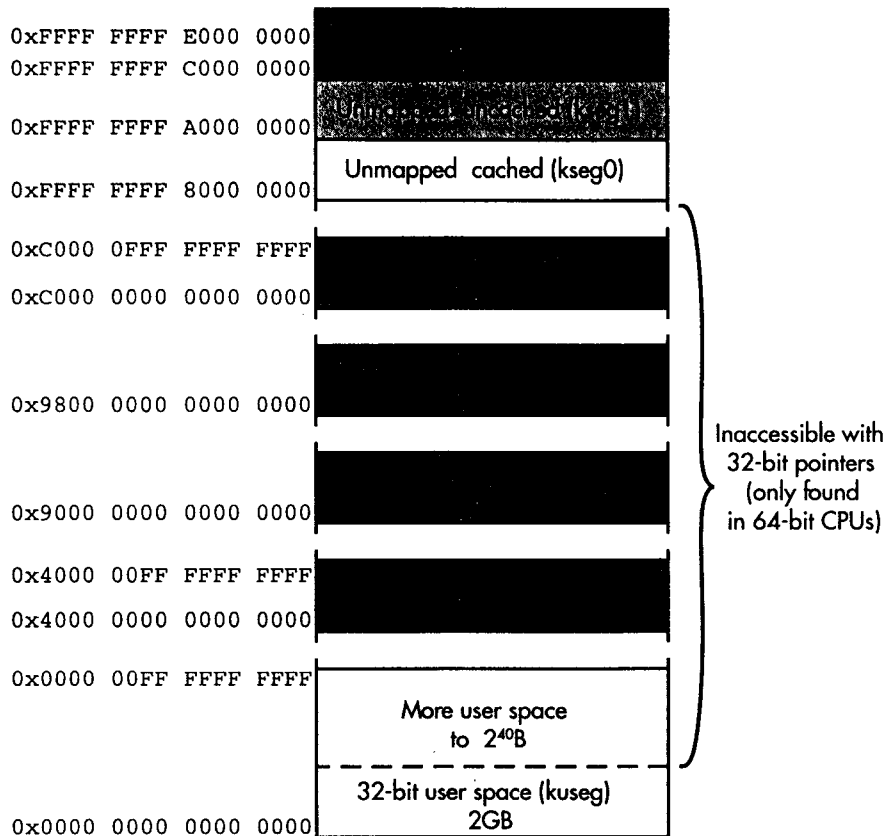 0xFFFF FFFF E000 0000
0xFFFF FFFF C000 0000
Unmapped uncached (kseg1)
0xFFFF FFFF A000 0000
Unmapped cached (kseg0)
0xFFFF FFFF 8000 0000
0xC000 0FFF FFFF FFFF
0xC000 0000 0000 0000
0x9800 0000 0000 0000
0x9000 0000 0000 0000
0x4000 00FF FFFF FFFF
0x4000 0000 0000 0000
0x0000 00FF FFFF FFFF
More user space
to 2⁴⁰B
32-bit user space (kuseg)
2GB
0x0000 0000 0000 0000
Inaccessible with
32-bit pointers
(only found
in 64-bit CPUs)